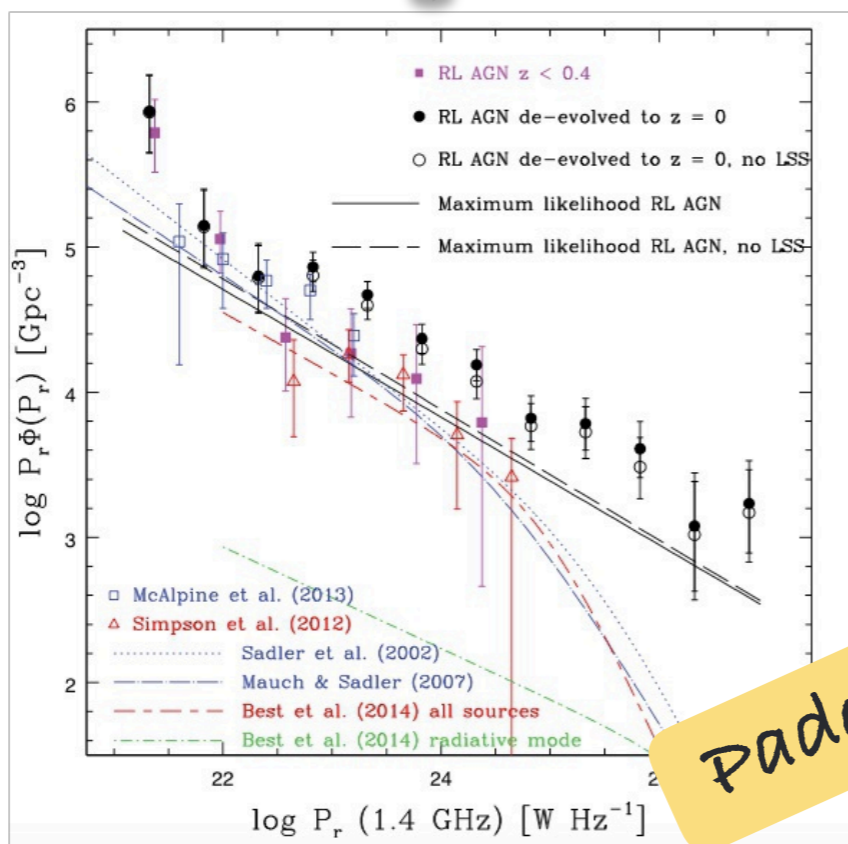 RL AGN z < 0.4
RL AGN de-evolved to z = 0
RL AGN de-evolved to z = 0, no LSS
Maximum likelihood RL AGN
Maximum likelihood RL AGN, no LSS
6
5
4
3
2
log P_r Φ(P_r) [Gpc⁻³]
McAlpine et al. (2013)
Simpson et al. (2012)
Sadler et al. (2002)
Mauch & Sadler (2007)
Best et al. (2014) all sources
Best et al. (2014) radiative mode
22 24
log P_r (1.4 GHz) [W Hz⁻¹]